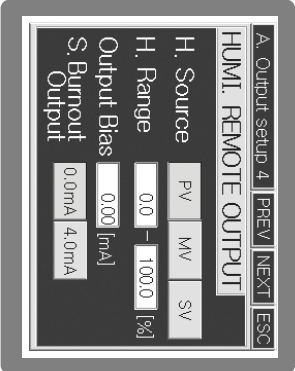 A. Output setup 4 PREV NEXT ESC
HUMI. REMOTE OUTPUT
H. Source PV MV SV
H. Range 0.0 ~ 100.0 [%]
Output Bias 0.00 [mA]
S. Burnout Output 0.0mA 4.0mA